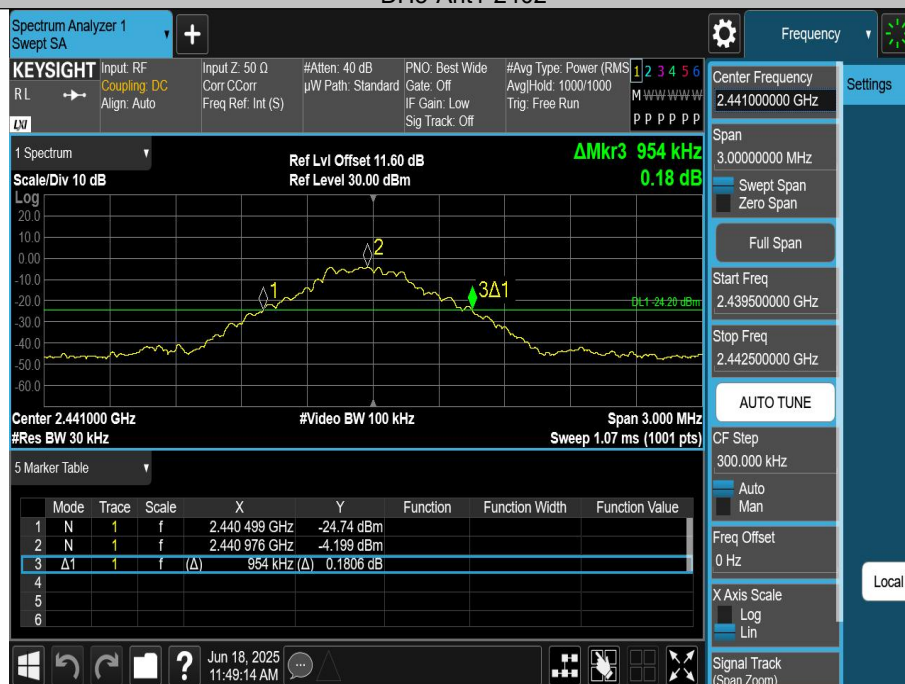 Spectrum Analyzer 1
Swept SA
+
Frequency
KEYSIGHT
RL
LXI
Input: RF
Coupling: DC
Align: Auto
Input Z: 50 Ω
Corr CCorr
Freq Ref: Int (S)
#Atten: 40 dB
µW Path: Standard
PNO: Best Wide
Gate: Off
IF Gain: Low
Sig Track: Off
#Avg Type: Power (RMS
Avg|Hold: 1000/1000
Trig: Free Run
1 2 3 4 5 6
M W W W W W
P P P P P P
1 Spectrum
Scale/Div 10 dB
Ref Lvl Offset 11.60 dB
Ref Level 30.00 dBm
ΔMkr3 954 kHz
0.18 dB
Log
20.0
10.0
0.00
-10.0
-20.0
-30.0
-40.0
-50.0
-60.0
1
2
3Δ1
DL1 -24.20 dBm
Center 2.441000 GHz
#Video BW 100 kHz
Span 3.000 MHz
#Res BW 30 kHz
Sweep 1.07 ms (1001 pts)
5 Marker Table
Mode Trace Scale X Y Function Function Width Function Value
1 N 1 f 2.440 499 GHz -24.74 dBm
2 N 1 f 2.440 976 GHz -4.199 dBm
3 Δ1 1 f (Δ) 954 kHz (Δ) 0.1806 dB
4
5
6
?
Jun 18, 2025
11:49:14 AM
Center Frequency
2.441000000 GHz
Settings
Span
3.00000000 MHz
Swept Span
Zero Span
Full Span
Start Freq
2.439500000 GHz
Stop Freq
2.442500000 GHz
AUTO TUNE
CF Step
300.000 kHz
Auto
Man
Freq Offset
0 Hz
X Axis Scale
Log
Lin
Local
Signal Track
(Span Zoom)